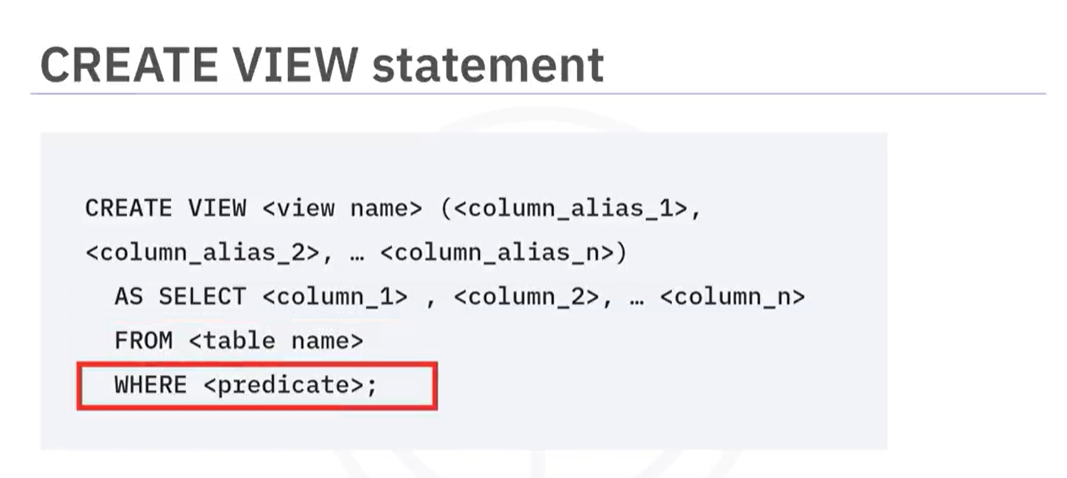 CREATE VIEW statement
CREATE VIEW <view name> (<column_alias_1>,
<column_alias_2>, … <column_alias_n>)
AS SELECT <column_1> , <column_2>, … <column_n>
FROM <table name>
WHERE <predicate>;